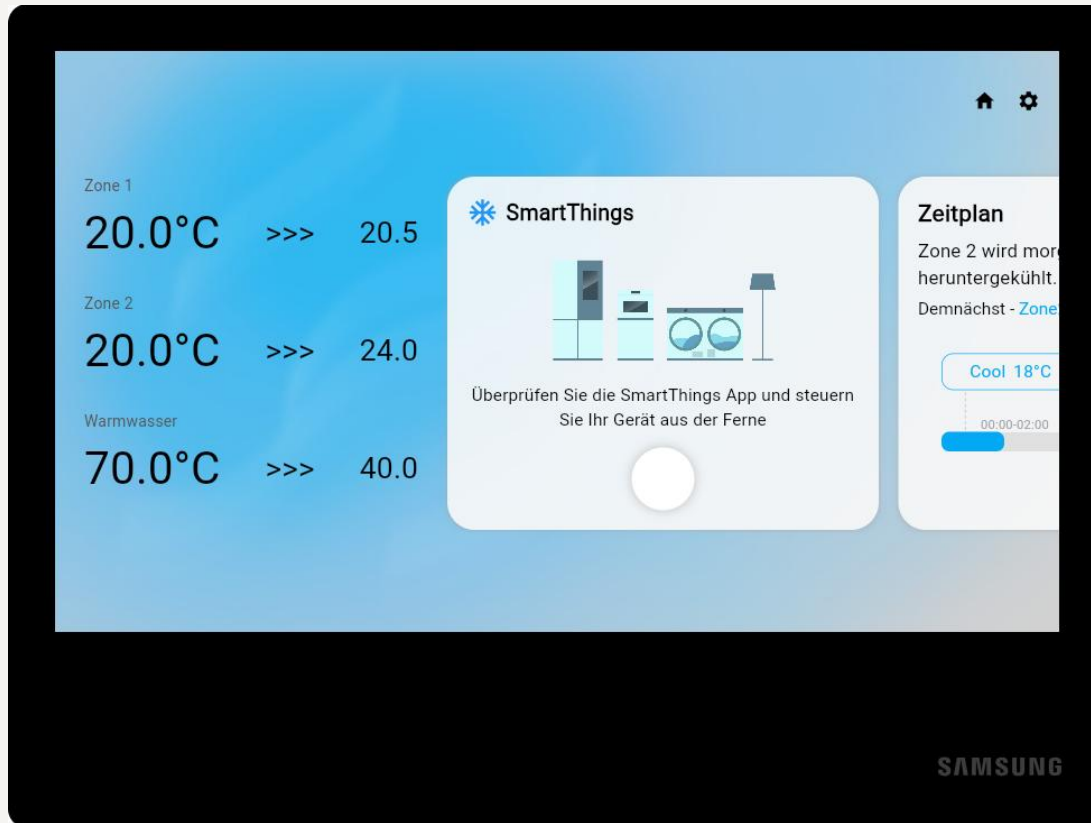 Zone 1
20.0°C >>> 20.5
Zone 2
20.0°C >>> 24.0
Warmwasser
70.0°C >>> 40.0
SmartThings
Überprüfen Sie die SmartThings App und steuern
Sie Ihr Gerät aus der Ferne
Zeitplan
Zone 2 wird
heruntergekühlt.
Demnächst - Zone
Cool 18°C
00:00-02:00
SAMSUNG